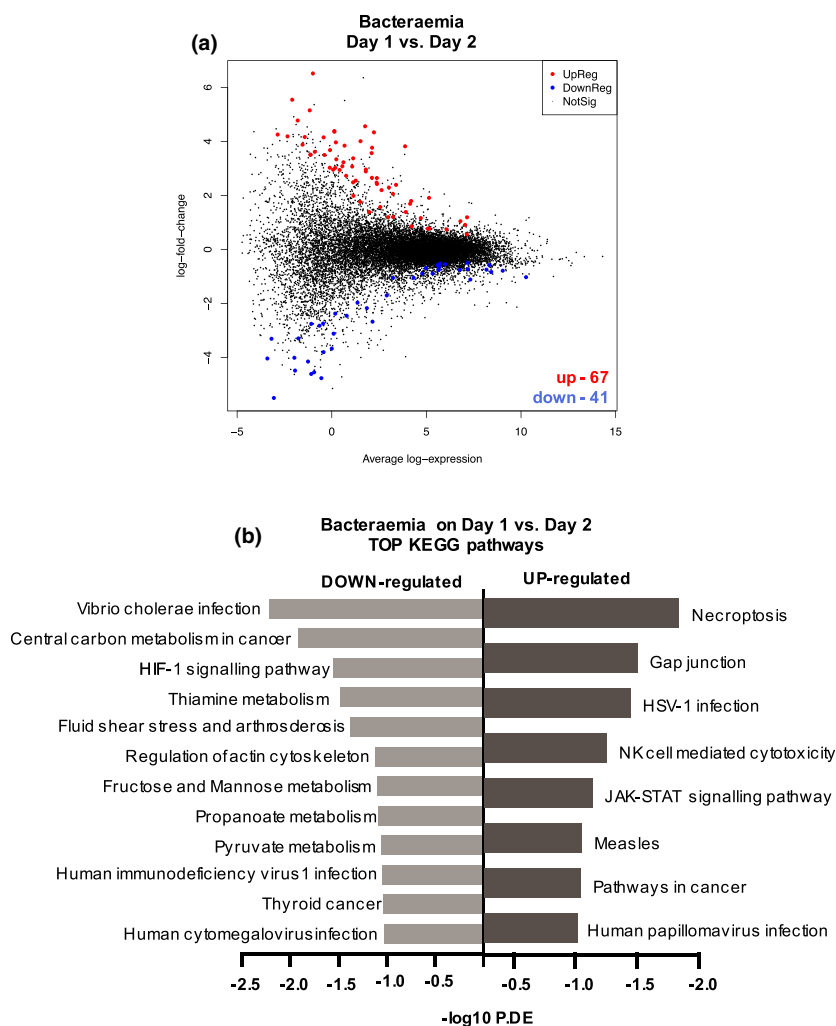 (a)
Bacteraemia
Day 1 vs. Day 2
UpReg
DownReg
NotSig
log−fold−change
6
4
2
0
−2
−4
up - 67
down - 41
−5
0
5
10
15
Average log−expression
(b)
Bacteraemia on Day 1 vs. Day 2
TOP KEGG pathways
DOWN-regulated
UP-regulated
Vibrio cholerae infection
Central carbon metabolism in cancer
HIF-1 signalling pathway
Thiamine metabolism
Fluid shear stress and arthrosderosis
Regulation of actin cytoskeleton
Fructose and Mannose metabolism
Propanoate metabolism
Pyruvate metabolism
Human immunodeficiency virus 1 infection
Thyroid cancer
Human cytomegalovirus infection
Necroptosis
Gap junction
HSV-1 infection
NK cell mediated cytotoxicity
JAK-STAT signalling pathway
Measles
Pathways in cancer
Human papillomavirus infection
-2.5 -2.0 -1.5 -1.0 -0.5 -0.5 -1.0 -1.5 -2.0
-log10 P.DE